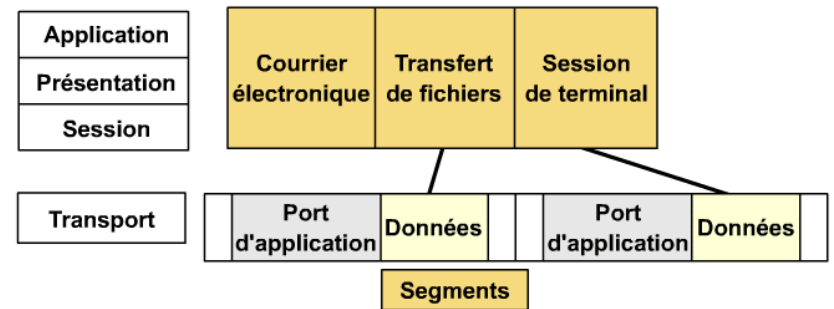 Application
Présentation
Session
Courrier
électronique
Transfert
de fichiers
Session
de terminal
Transport
Port
d'application
Données
Port
d'application
Données
Segments